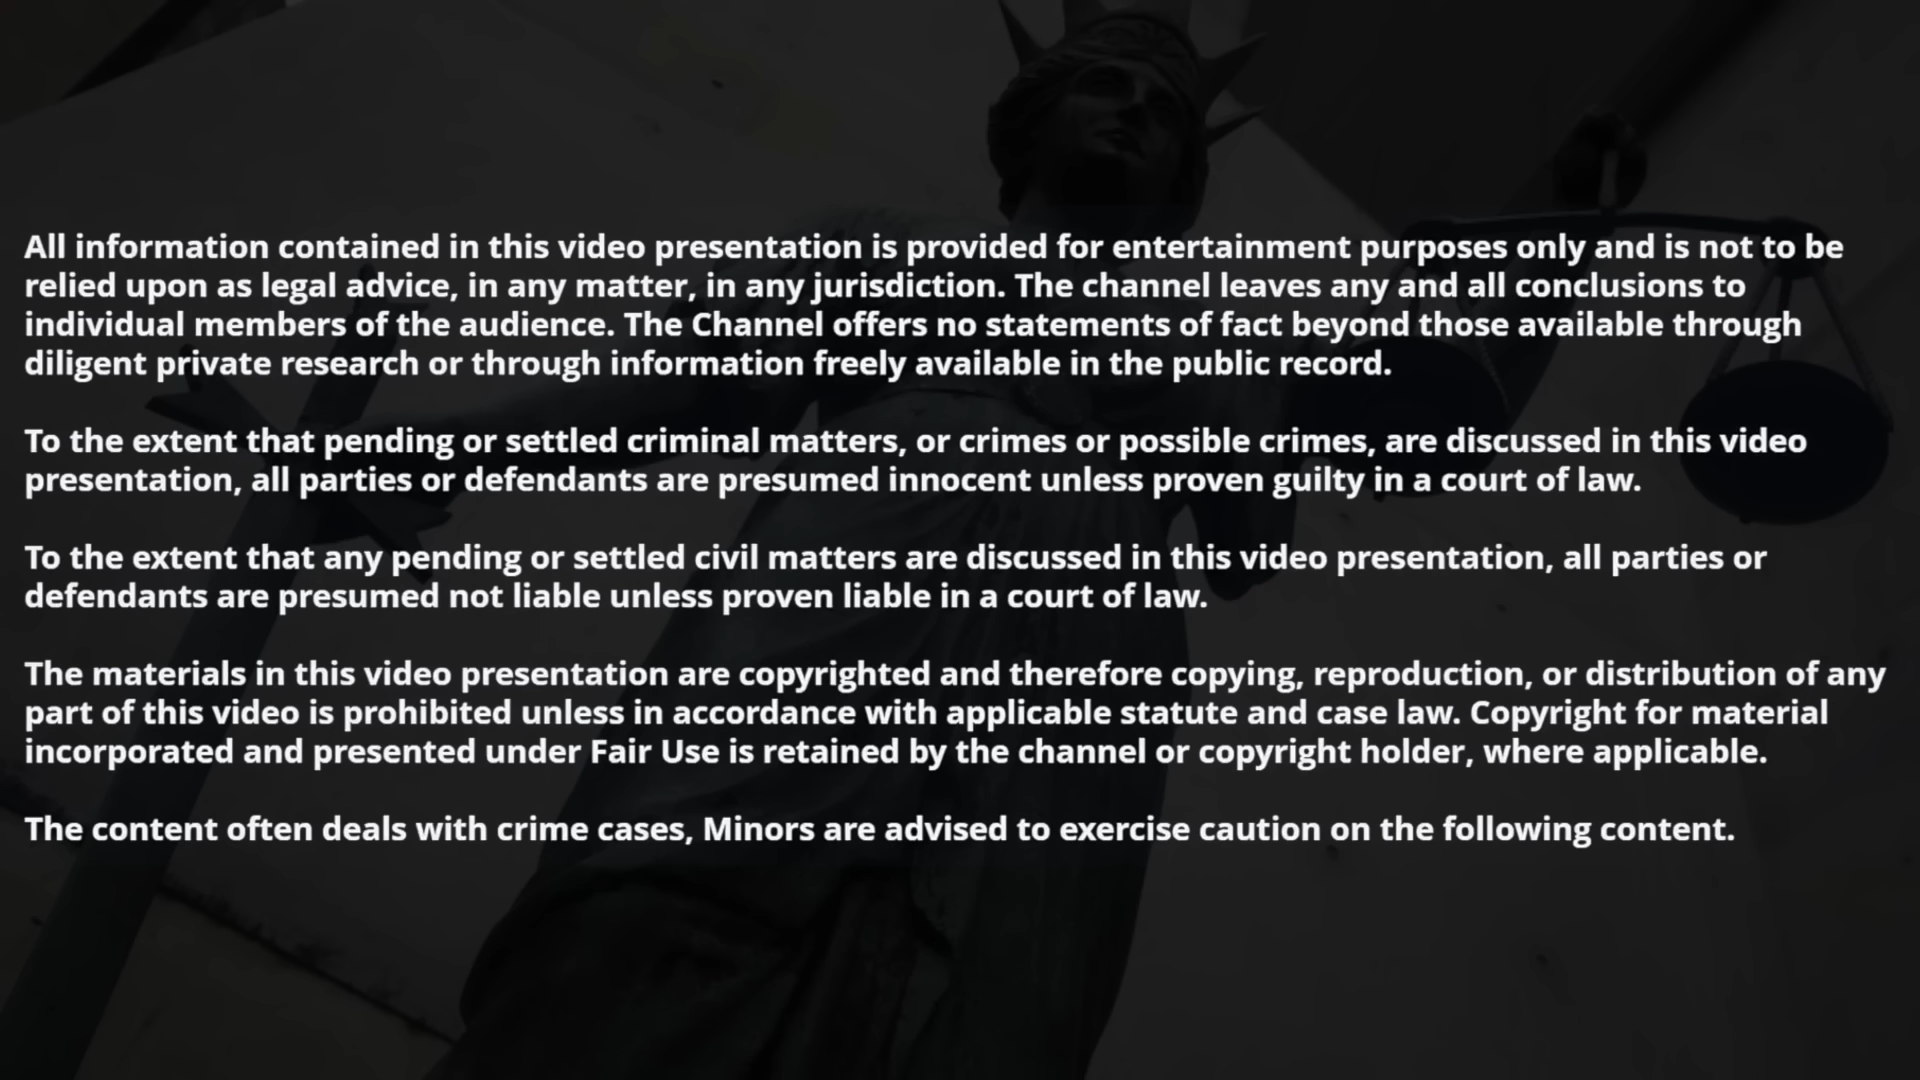 All information contained in this video presentation is provided for entertainment purposes only and is not to be
relied upon as legal advice, in any matter, in any jurisdiction. The channel leaves any and all conclusions to
individual members of the audience. The Channel offers no statements of fact beyond those available through
diligent private research or through information freely available in the public record.
To the extent that pending or settled criminal matters, or crimes or possible crimes, are discussed in this video
presentation, all parties or defendants are presumed innocent unless proven guilty in a court of law.
To the extent that any pending or settled civil matters are discussed in this video presentation, all parties or
defendants are presumed not liable unless proven liable in a court of law.
The materials in this video presentation are copyrighted and therefore copying, reproduction, or distribution of any
part of this video is prohibited unless in accordance with applicable statute and case law. Copyright for material
incorporated and presented under Fair Use is retained by the channel or copyright holder, where applicable.
The content often deals with crime cases, Minors are advised to exercise caution on the following content.